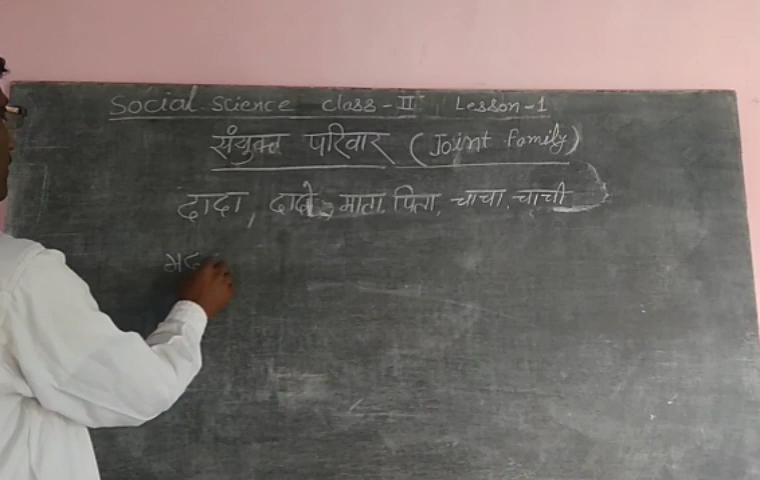 Social Science class-II Lesson-1
संयुक्त परिवार (Joint family)
दादा, दादी, माता, पिता, चाचा, चाची